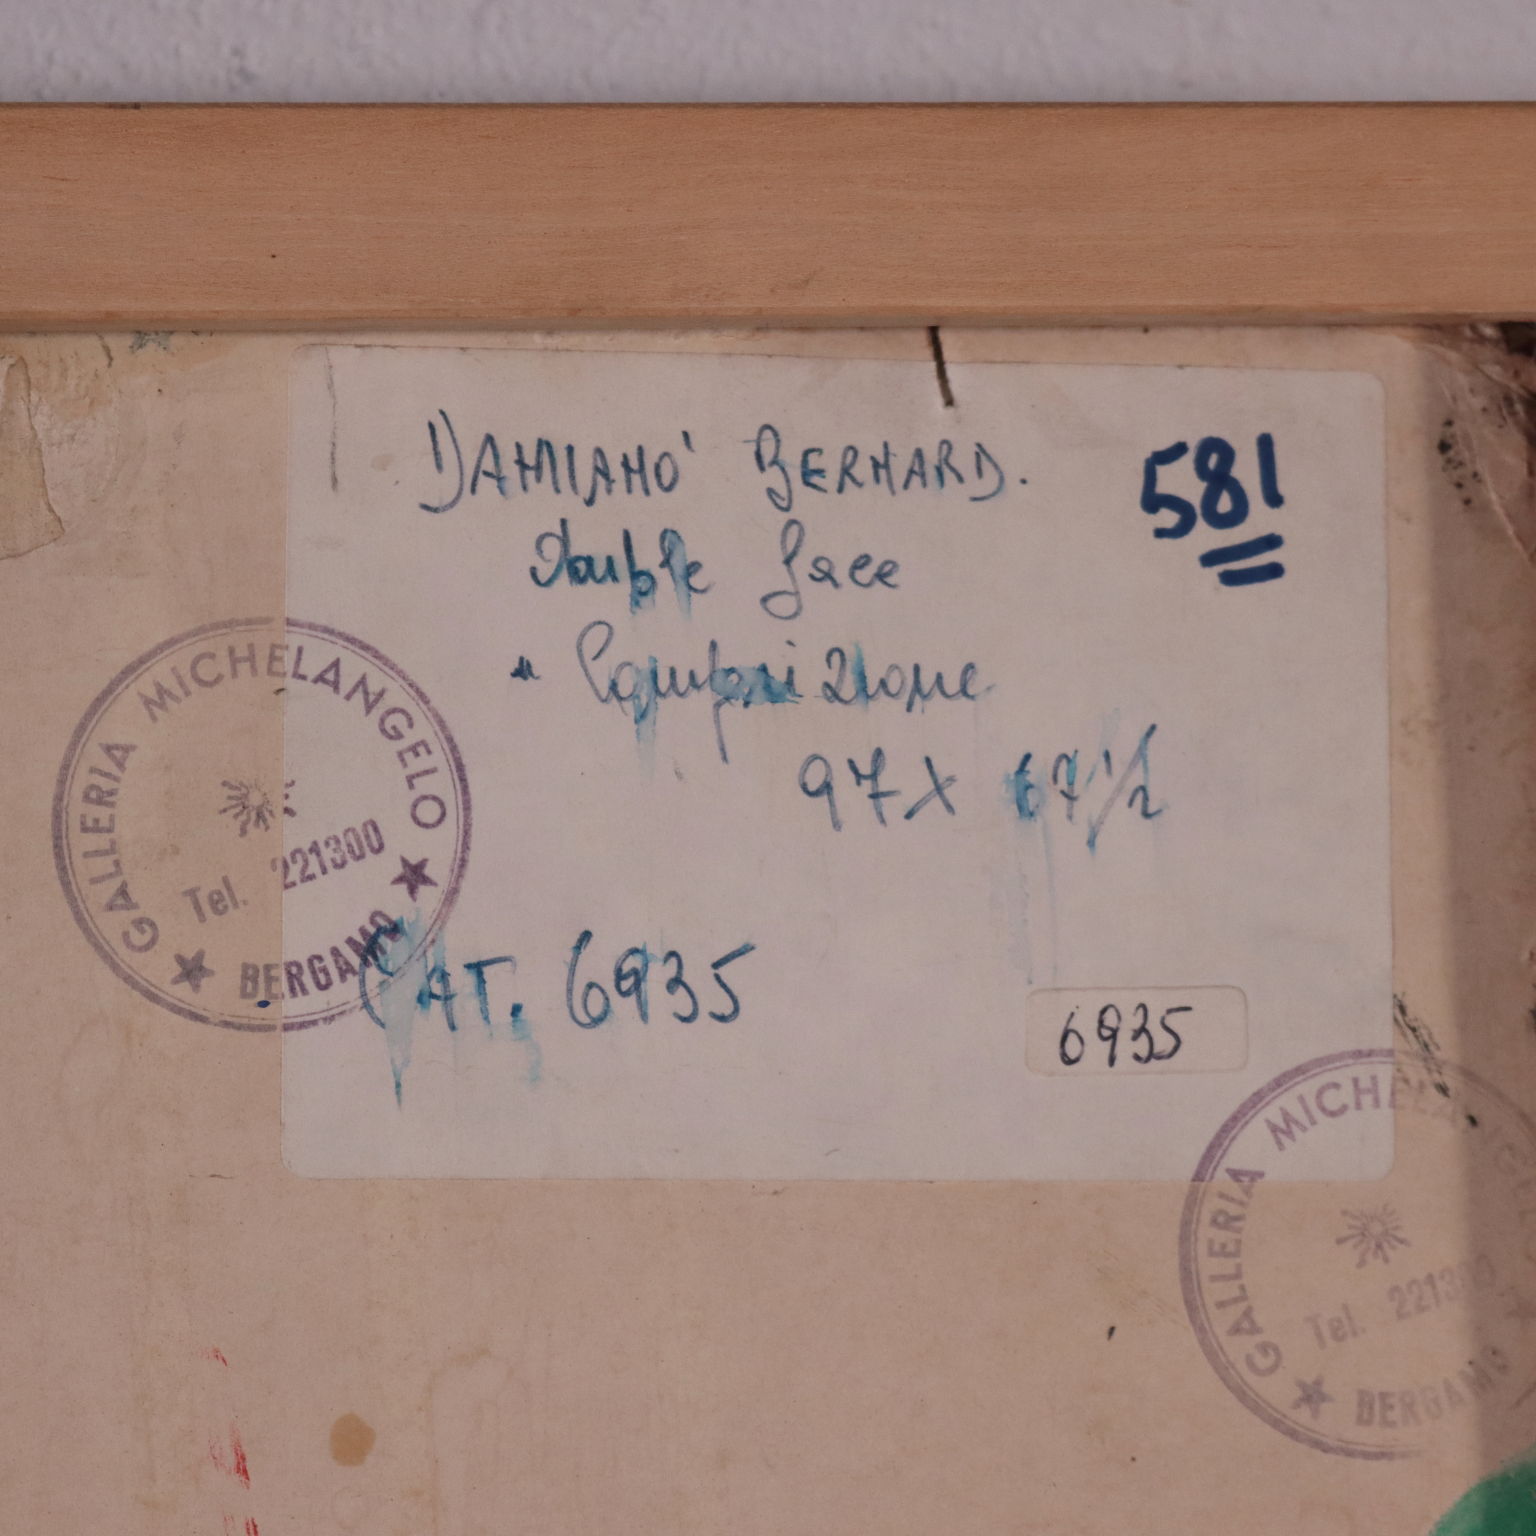 DAMIANO' BERNARD.
581
Double face
" Composizione
97 X 67 1/2
GALLERIA MICHELANGELO
Tel. 221300
BERGAMO
CAT. 6935
6935
GALLERIA MICHELANGELO
Tel. 221300
BERGAMO